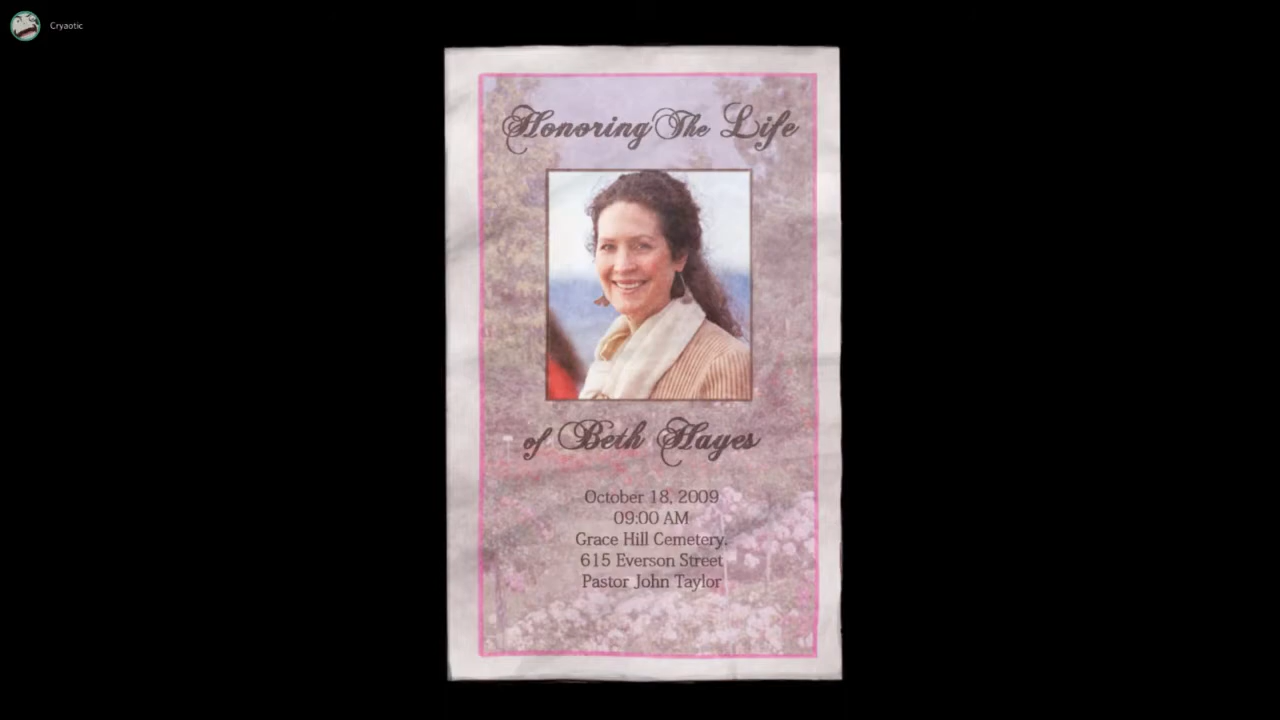 Cryaotic
Honoring The Life
of Beth Hayes
October 18, 2009
09:00 AM
Grace Hill Cemetery,
615 Everson Street
Pastor John Taylor